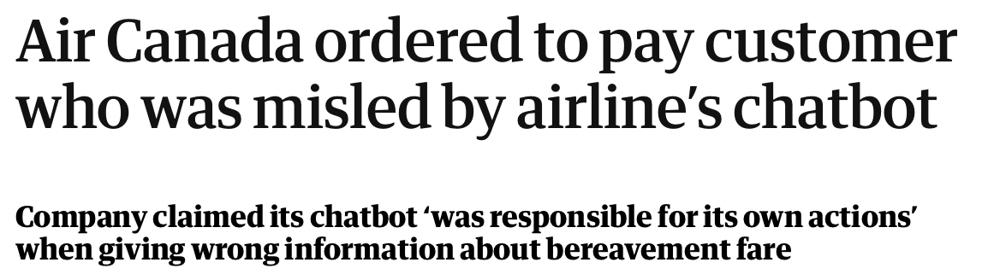 Air Canada ordered to pay customer
who was misled by airline’s chatbot
Company claimed its chatbot ‘was responsible for its own actions’
when giving wrong information about bereavement fare